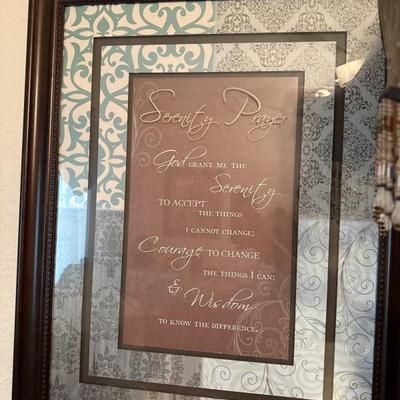 Serenity Prayer
God GRANT ME THE
Serenity
TO ACCEPT
THE THINGS
I CANNOT CHANGE;
Courage TO CHANGE
THE THINGS I CAN;
& Wisdom
TO KNOW THE DIFFERENCE.